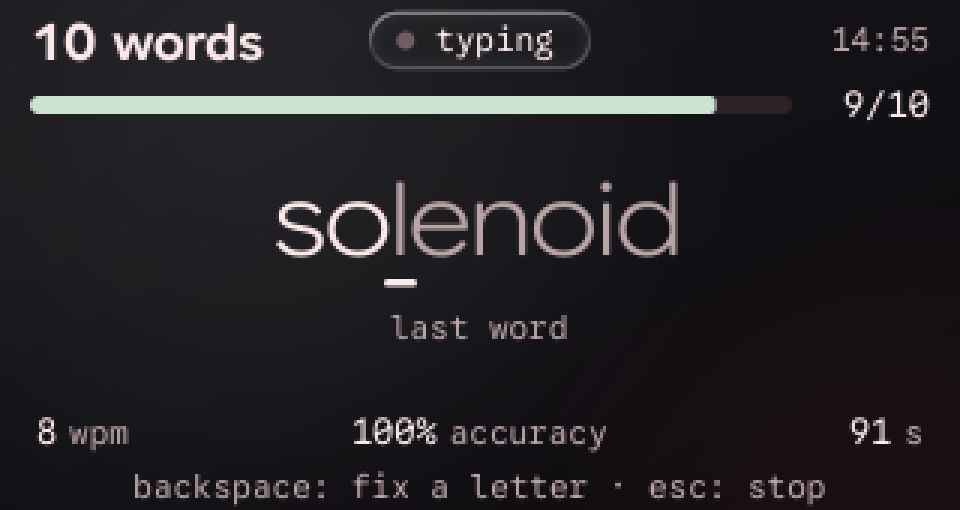 10 words typing 14:55
9/10
solenoid
last word
8 wpm 100% accuracy 91 s
backspace: fix a letter · esc: stop